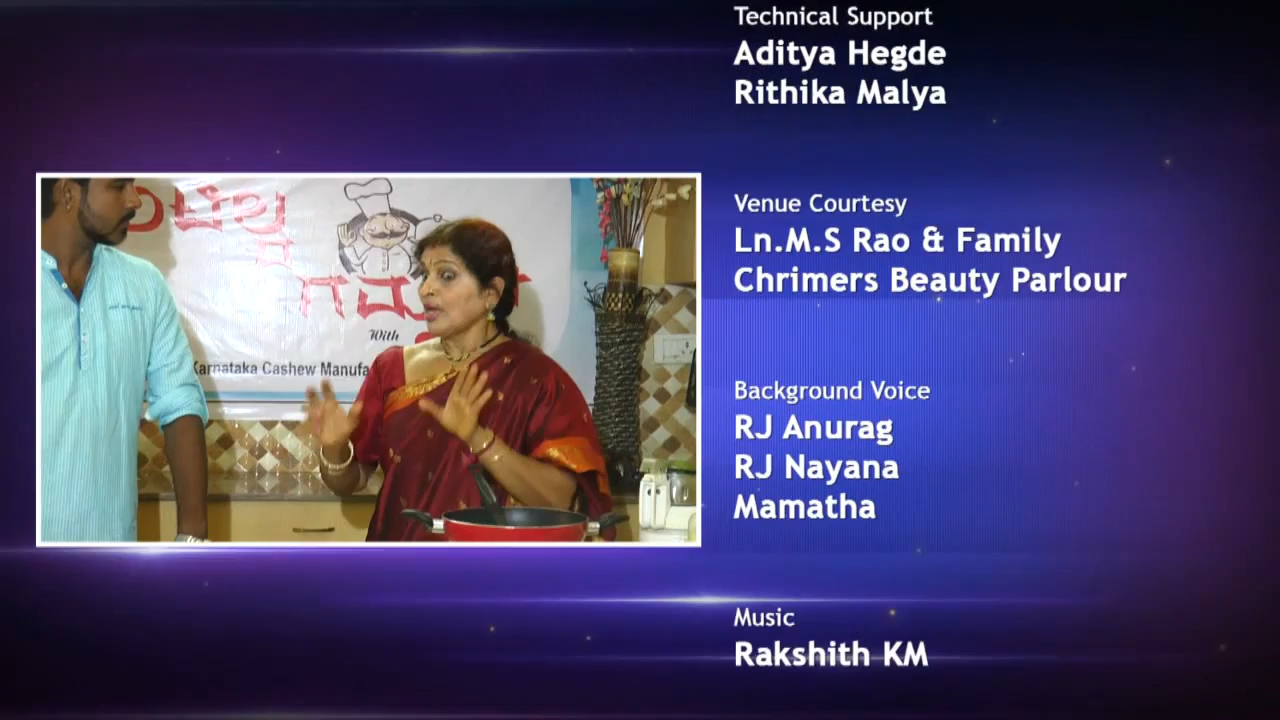 Technical Support
Aditya Hegde
Rithika Malya
Venue Courtesy
Ln.M.S Rao & Family
Chrimers Beauty Parlour
With
Karnataka Cashew Manufa
Background Voice
RJ Anurag
RJ Nayana
Mamatha
Music
Rakshith KM